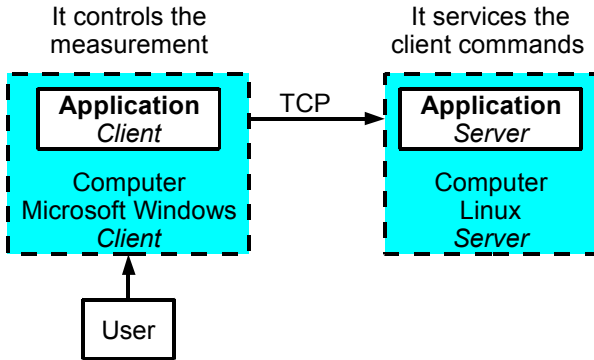 It controls the
measurement
It services the
client commands
Application
Client
TCP
Application
Server
Computer
Microsoft Windows
Client
Computer
Linux
Server
User